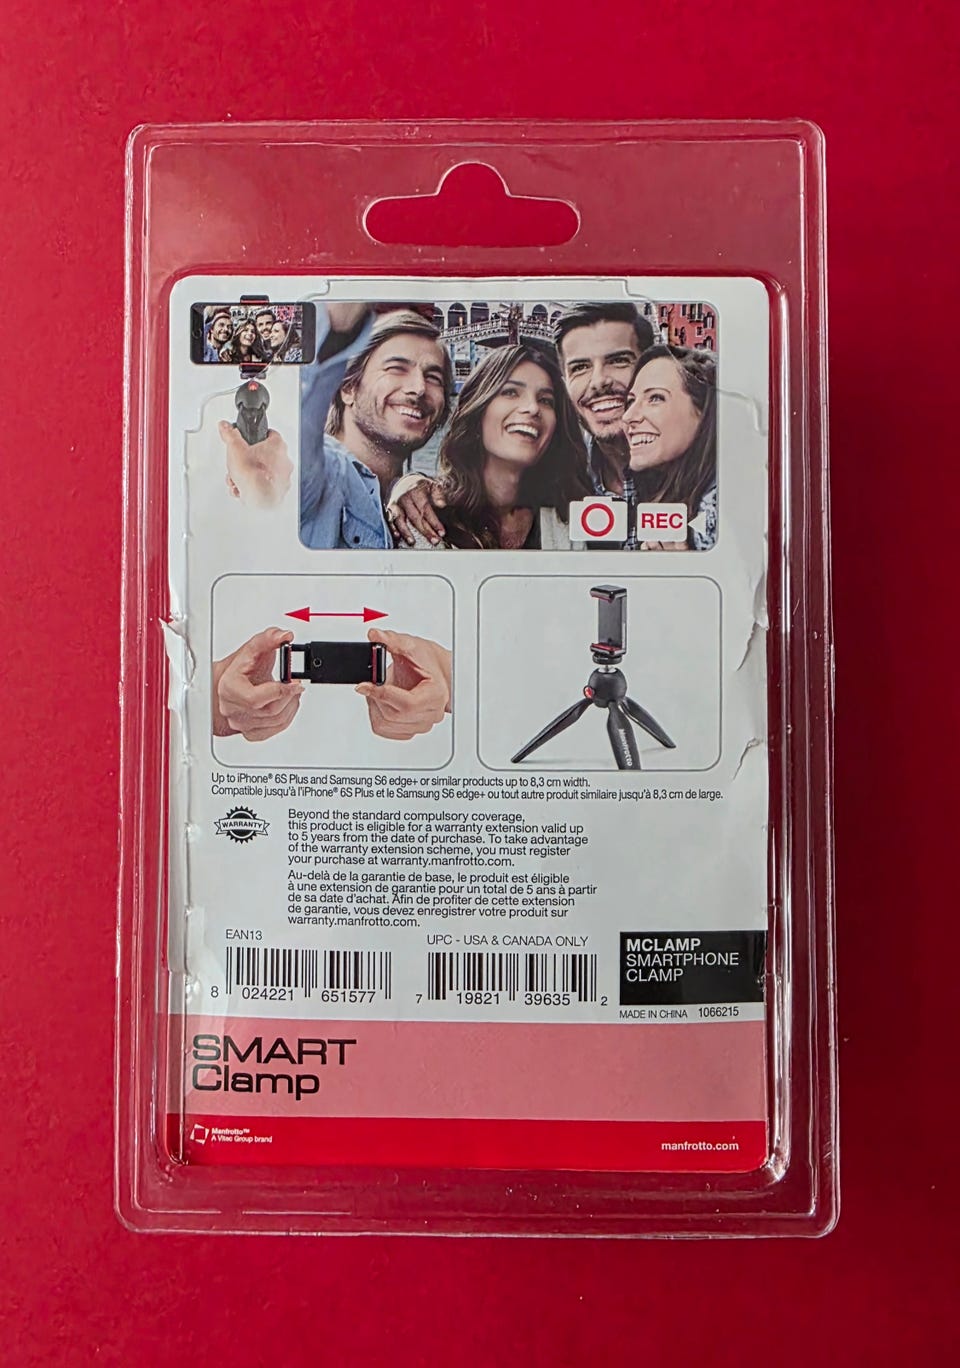 REC
Manfrotto
Up to iPhone® 6S Plus and Samsung S6 edge+ or similar products up to 8,3 cm width.
Compatible jusqu'à l'iPhone® 6S Plus et le Samsung S6 edge+ ou tout autre produit similaire jusqu'à 8,3 cm de large.
WARRANTY
Beyond the standard compulsory coverage,
this product is eligible for a warranty extension valid up
to 5 years from the date of purchase. To take advantage
of the warranty extension scheme, you must register
your purchase at warranty.manfrotto.com.
Au-delà de la garantie de base, le produit est éligible
à une extension de garantie pour un total de 5 ans à partir
de sa date d'achat. Afin de profiter de cette extension
de garantie, vous devez enregistrer votre produit sur
warranty.manfrotto.com.
EAN13
8 024221 651577
UPC - USA & CANADA ONLY
7 19821 39635 2
MCLAMP
SMARTPHONE
CLAMP
MADE IN CHINA 1066215
SMART
Clamp
Manfrotto™
A Vitec Group brand
manfrotto.com